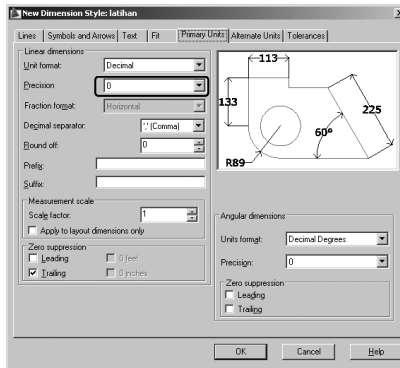 New Dimension Style: latihan
Lines Symbols and Arrows Text Fit Primary Units Alternate Units Tolerances
Linear dimensions
Unit format: Decimal
Precision 0
Fraction format: Horizontal
Decimal separator: ',' (Comma)
Round off: 0
Prefix:
Suffix:
Measurement scale
Scale factor: 1
Apply to layout dimensions only
Zero suppression
Leading 0 feet
Trailing 0 inches
113
133
225
60°
R89
Angular dimensions
Units format: Decimal Degrees
Precision: 0
Zero suppression
Leading
Trailing
OK Cancel Help